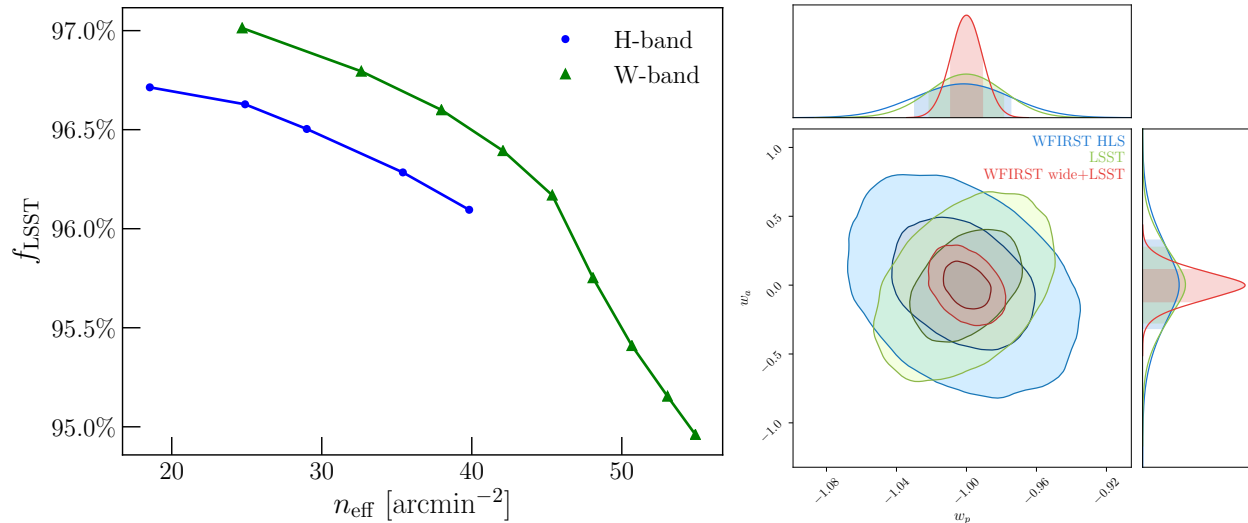 97.0%
96.5%
96.0%
95.5%
95.0%
f_LSST
20 30 40 50
n_eff [arcmin⁻²]
H-band
W-band
WFIRST HLS
LSST
WFIRST wide+LSST
1.0
0.5
0.0
−0.5
−1.0
w_a
−1.08 −1.04 −1.00 −0.96 −0.92
w_p